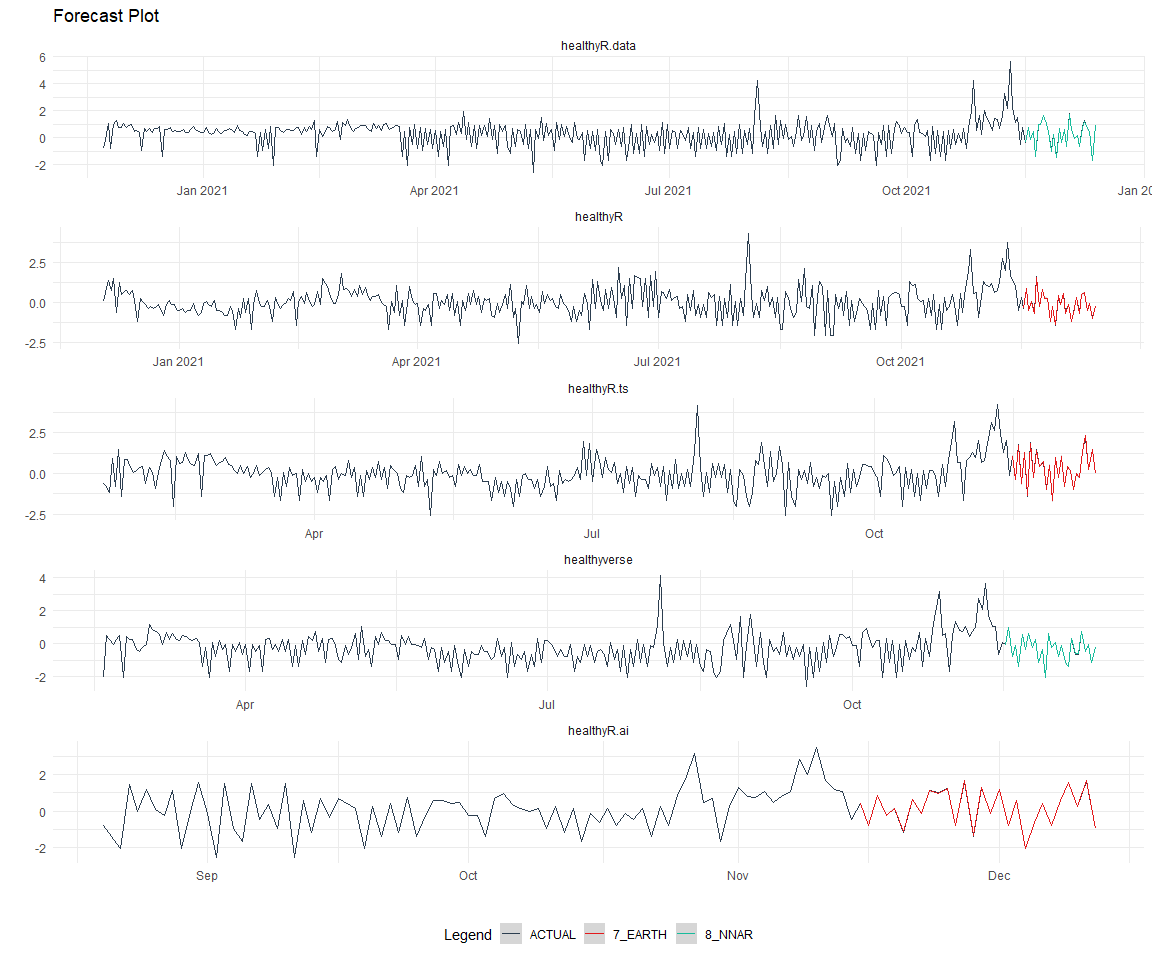 Forecast Plot
healthyR.data
6
4
2
0
-2
Jan 2021 Apr 2021 Jul 2021 Oct 2021 Jan 20
healthyR
2.5
0.0
-2.5
Jan 2021 Apr 2021 Jul 2021 Oct 2021
healthyR.ts
2.5
0.0
-2.5
Apr Jul Oct
healthyverse
4
2
0
-2
Apr Jul Oct
healthyR.ai
2
0
-2
Sep Oct Nov Dec
Legend ACTUAL 7_EARTH 8_NNAR